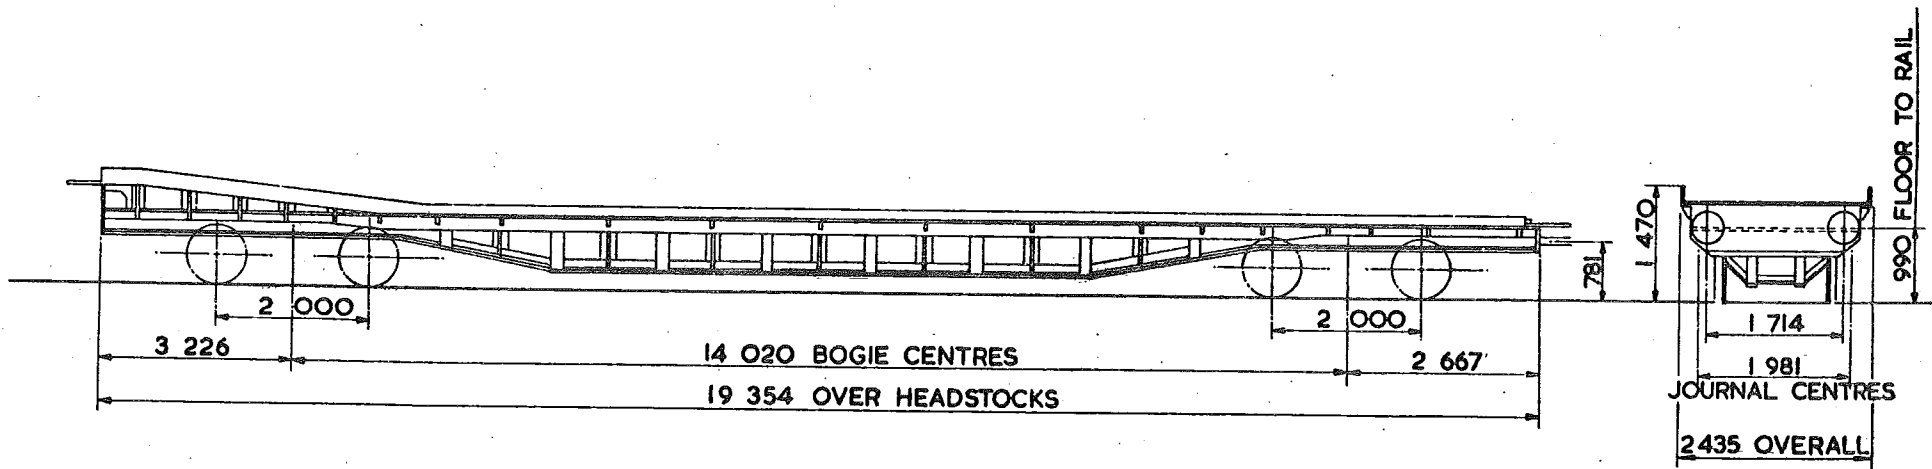 2 000
3 226
14 020 BOGIE CENTRES
19 354 OVER HEADSTOCKS
2 000
2 667
781
1 470
990 FLOOR TO RAIL
1 714
1 981
JOURNAL CENTRES
2435 OVERALL